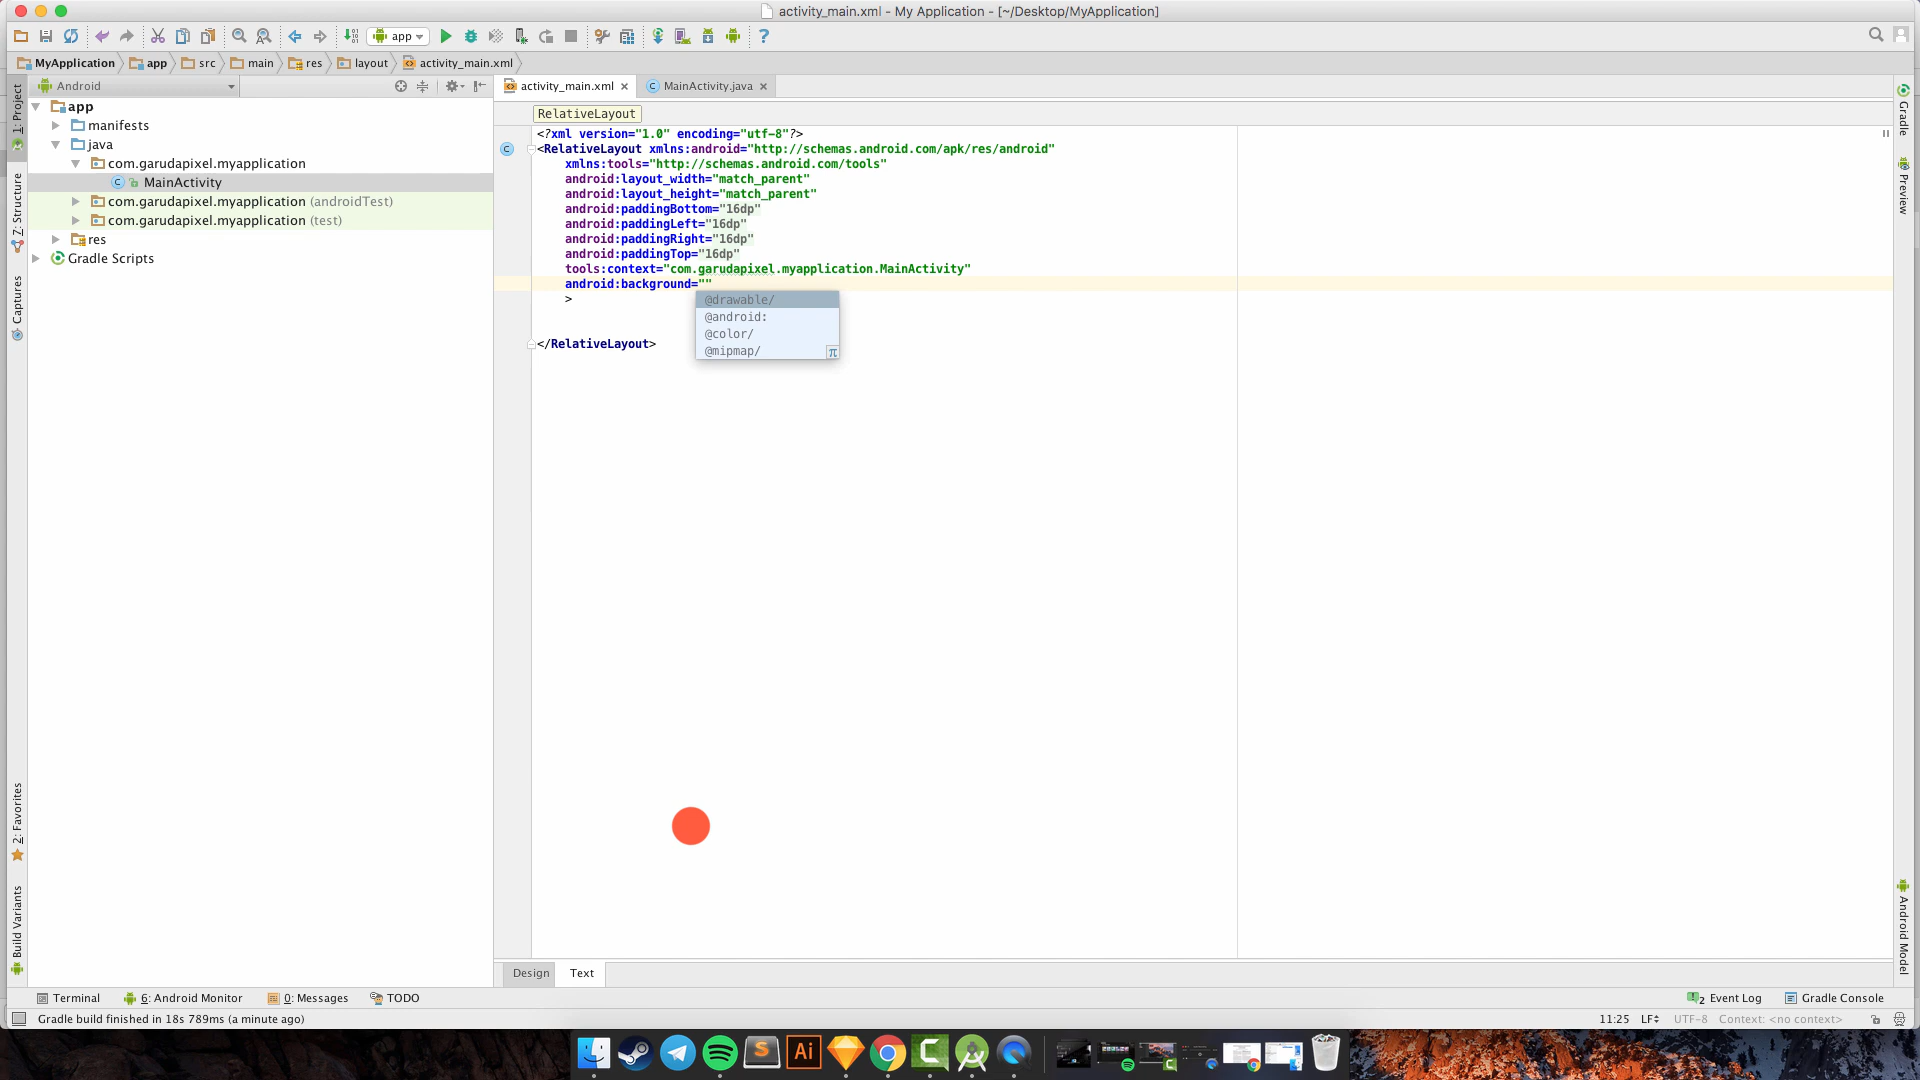 activity_main.xml - My Application - [~/Desktop/MyApplication]
app
MyApplication app src main res layout activity_main.xml
Android
activity_main.xml MainActivity.java
1: Project
Z: Structure
Captures
2: Favorites
Build Variants
app
manifests
java
com.garudapixel.myapplication
MainActivity
com.garudapixel.myapplication (androidTest)
com.garudapixel.myapplication (test)
res
Gradle Scripts
RelativeLayout
<?xml version="1.0" encoding="utf-8"?>
<RelativeLayout xmlns:android="http://schemas.android.com/apk/res/android"
xmlns:tools="http://schemas.android.com/tools"
android:layout_width="match_parent"
android:layout_height="match_parent"
android:paddingBottom="16dp"
android:paddingLeft="16dp"
android:paddingRight="16dp"
android:paddingTop="16dp"
tools:context="com.garudapixel.myapplication.MainActivity"
android:background=""
>
@drawable/
@android:
@color/
@mipmap/
π
</RelativeLayout>
Gradle
Preview
Android Model
Design Text
Terminal 6: Android Monitor 0: Messages TODO
2 Event Log Gradle Console
Gradle build finished in 18s 789ms (a minute ago)
11:25 LF UTF-8 Context: <no context>
S Ai C